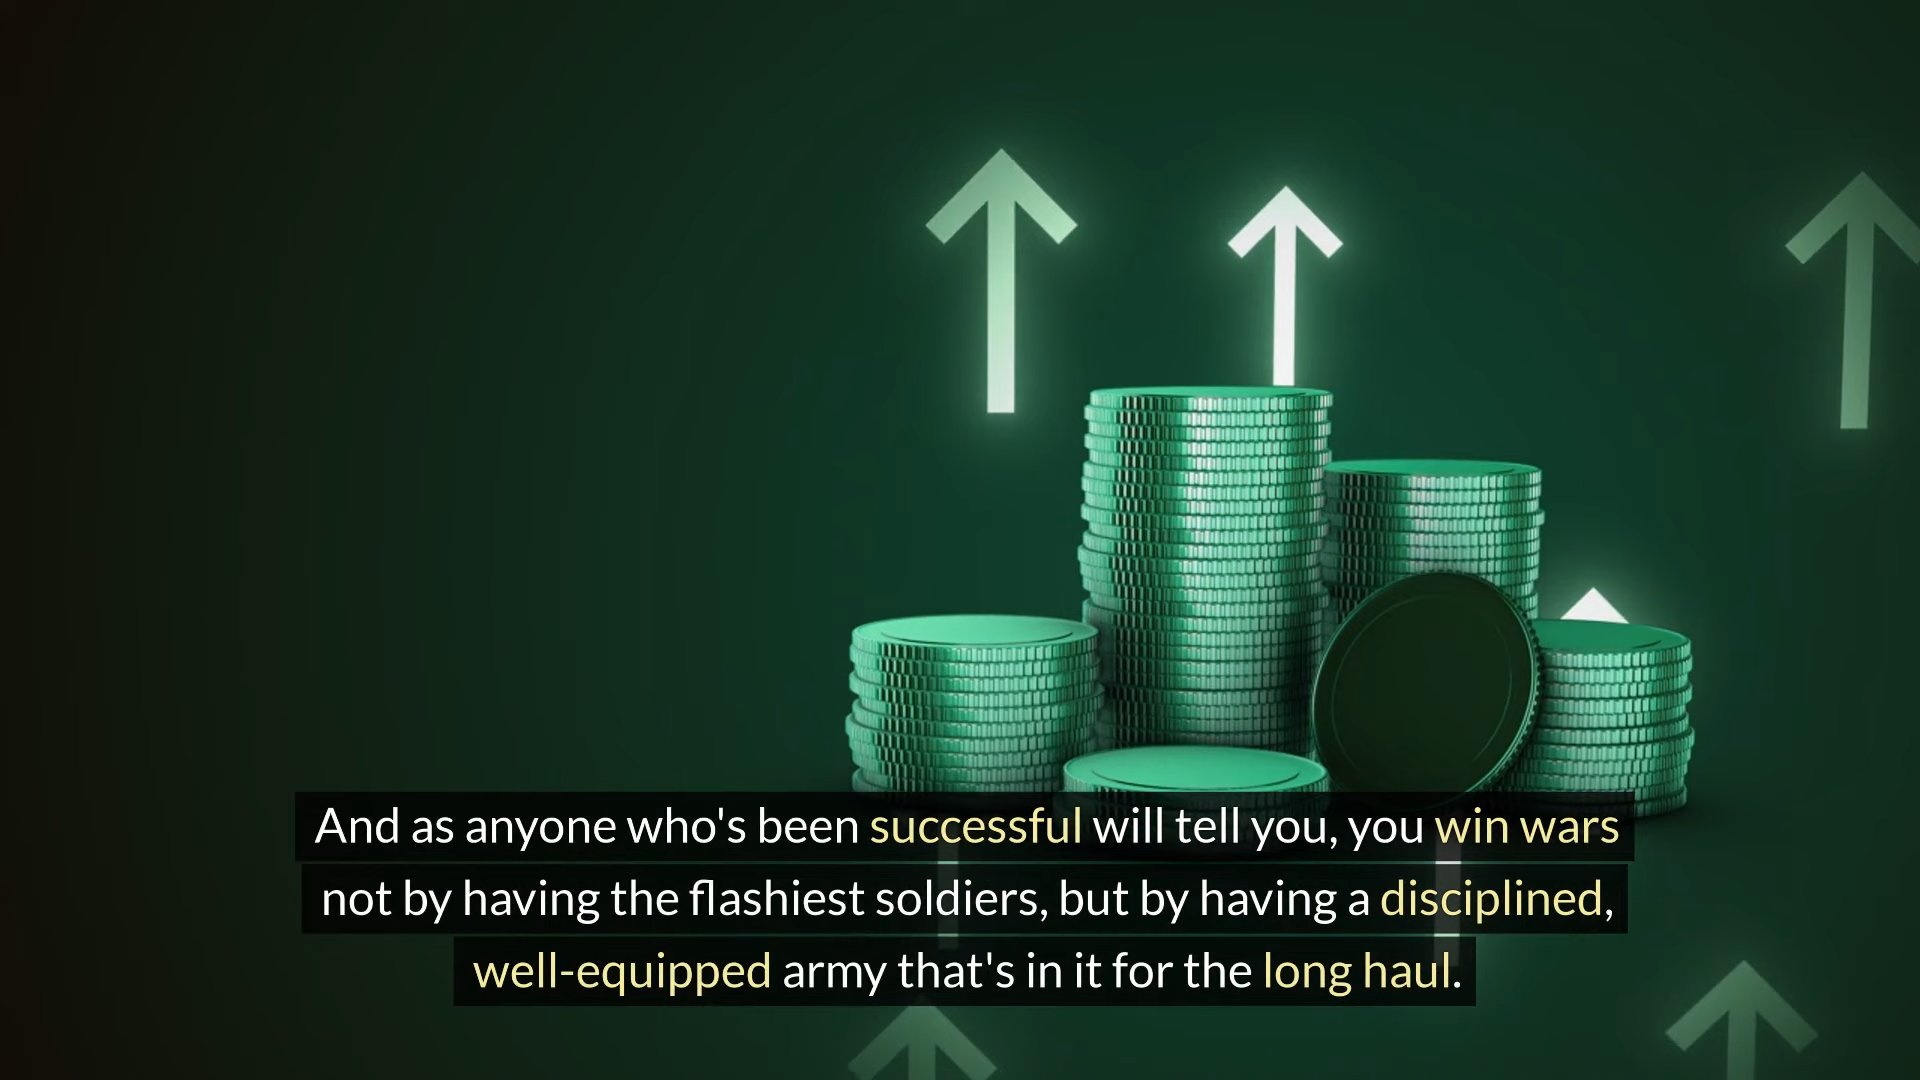 And as anyone who's been successful will tell you, you win wars
not by having the flashiest soldiers, but by having a disciplined,
well-equipped army that's in it for the long haul.